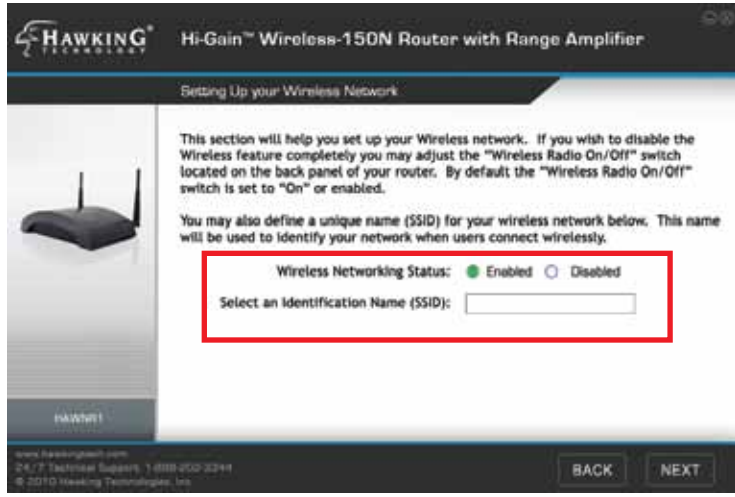 HAWKING
TECHNOLOGY
Hi-Gain™ Wireless-150N Router with Range Amplifier
Setting Up your Wireless Network
This section will help you set up your Wireless network. If you wish to disable the
Wireless feature completely you may adjust the "Wireless Radio On/Off" switch
located on the back panel of your router. By default the "Wireless Radio On/Off"
switch is set to "On" or enabled.
You may also define a unique name (SSID) for your wireless network below. This name
will be used to identify your network when users connect wirelessly.
Wireless Networking Status: Enabled Disabled
Select an Identification Name (SSID):
HAWNR1
www.hawkingtech.com
24/7 Technical Support,
© 2010 Hawking Technologies, Inc.
BACK NEXT